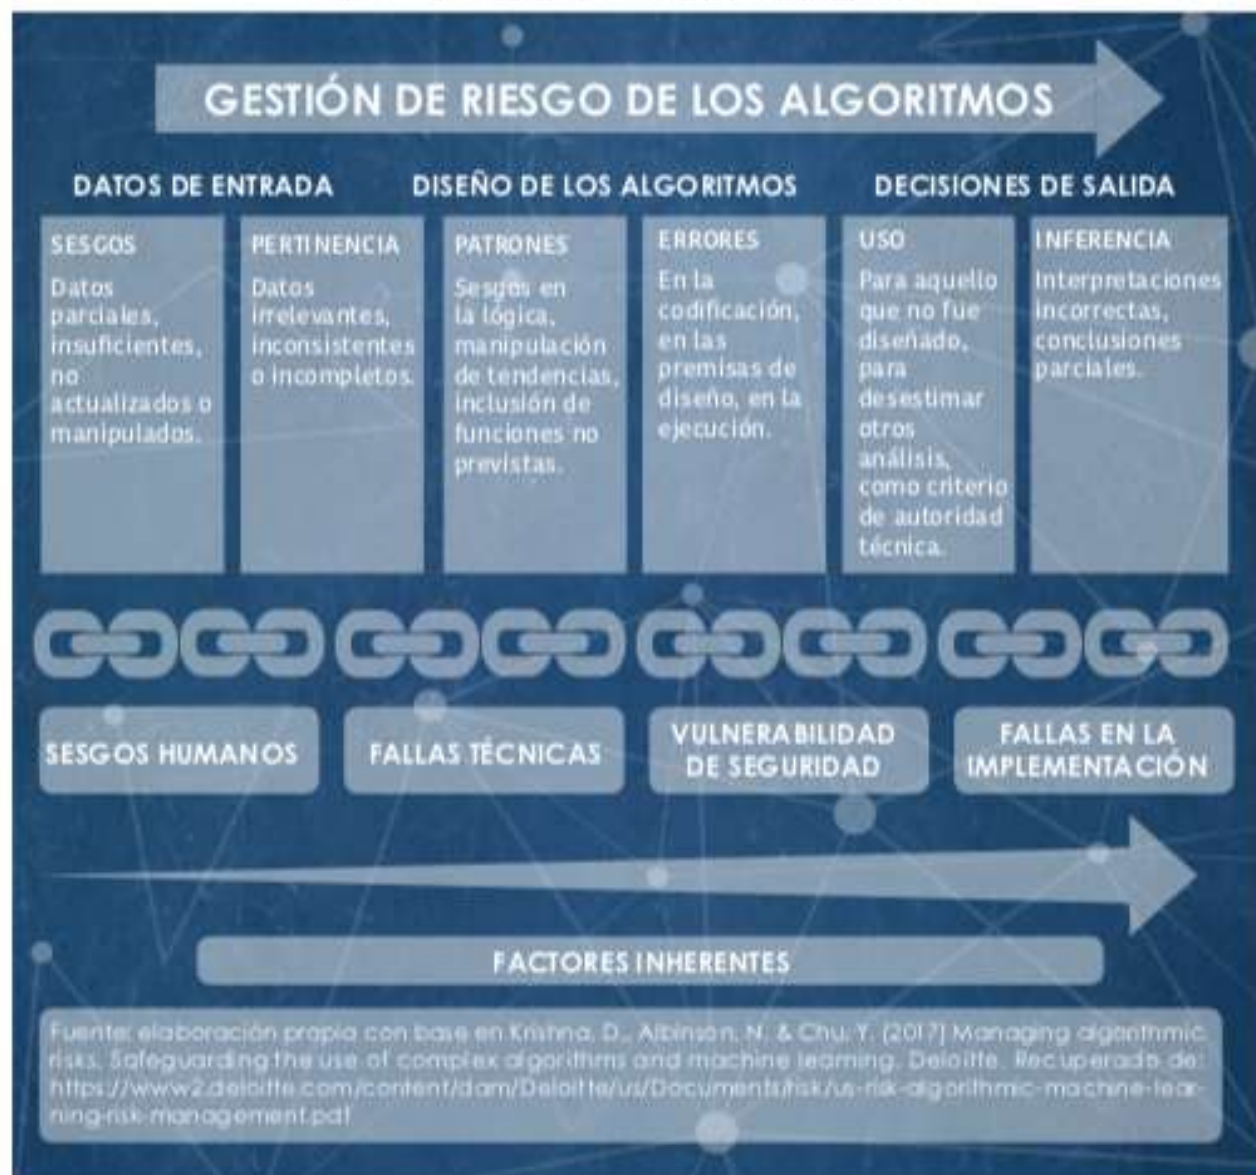 GESTIÓN DE RIESGO DE LOS ALGORITMOS
DATOS DE ENTRADA
DISEÑO DE LOS ALGORITMOS
DECISIONES DE SALIDA
SESGOS
Datos
parciales,
insuficientes,
no
actualizados o
manipulados.
PERTINENCIA
Datos
irrelevantes,
inconsistentes
o incompletos.
PATRONES
Sesgos en
la lógica,
manipulación
de tendencias,
inclusión de
funciones no
previstas.
ERRORES
En la
codificación,
en las
premisas de
diseño, en la
ejecución.
USO
Para aquello
que no fue
diseñado,
para
desestimar
otros
análisis,
como criterio
de autoridad
técnica.
INFERENCIA
Interpretaciones
incorrectas,
conclusiones
parciales.
SESGOS HUMANOS
FALLAS TÉCNICAS
VULNERABILIDAD
DE SEGURIDAD
FALLAS EN LA
IMPLEMENTACIÓN
FACTORES INHERENTES
Fuente: elaboración propia con base en Krishna, D., Albinson, N. & Chu, Y. (2017) Managing algorithmic
risks. Safeguarding the use of complex algorithms and machine learning. Deloitte. Recuperado de:
https://www2.deloitte.com/content/dam/Deloitte/us/Documents/risk/us-risk-algorithmic-machine-lear-
ning-risk-management.pdf